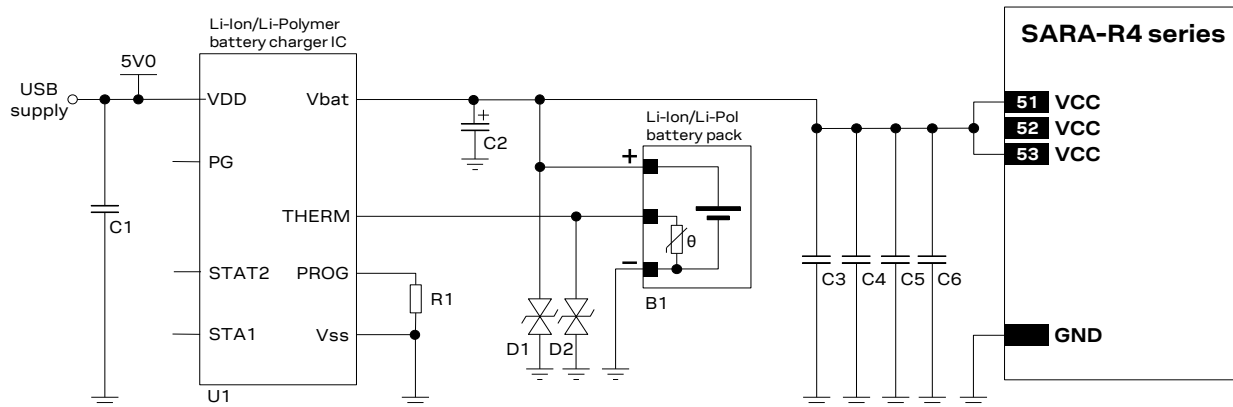 Li-Ion/Li-Polymer
battery charger IC
SARA-R4 series
5V0
USB
supply
VDD
Vbat
51 VCC
52 VCC
53 VCC
Li-Ion/Li-Pol
battery pack
+
C2
+
PG
C1
THERM
θ
STAT2
PROG
–
C3
C4
C5
C6
R1
B1
STA1
Vss
D1
D2
GND
U1